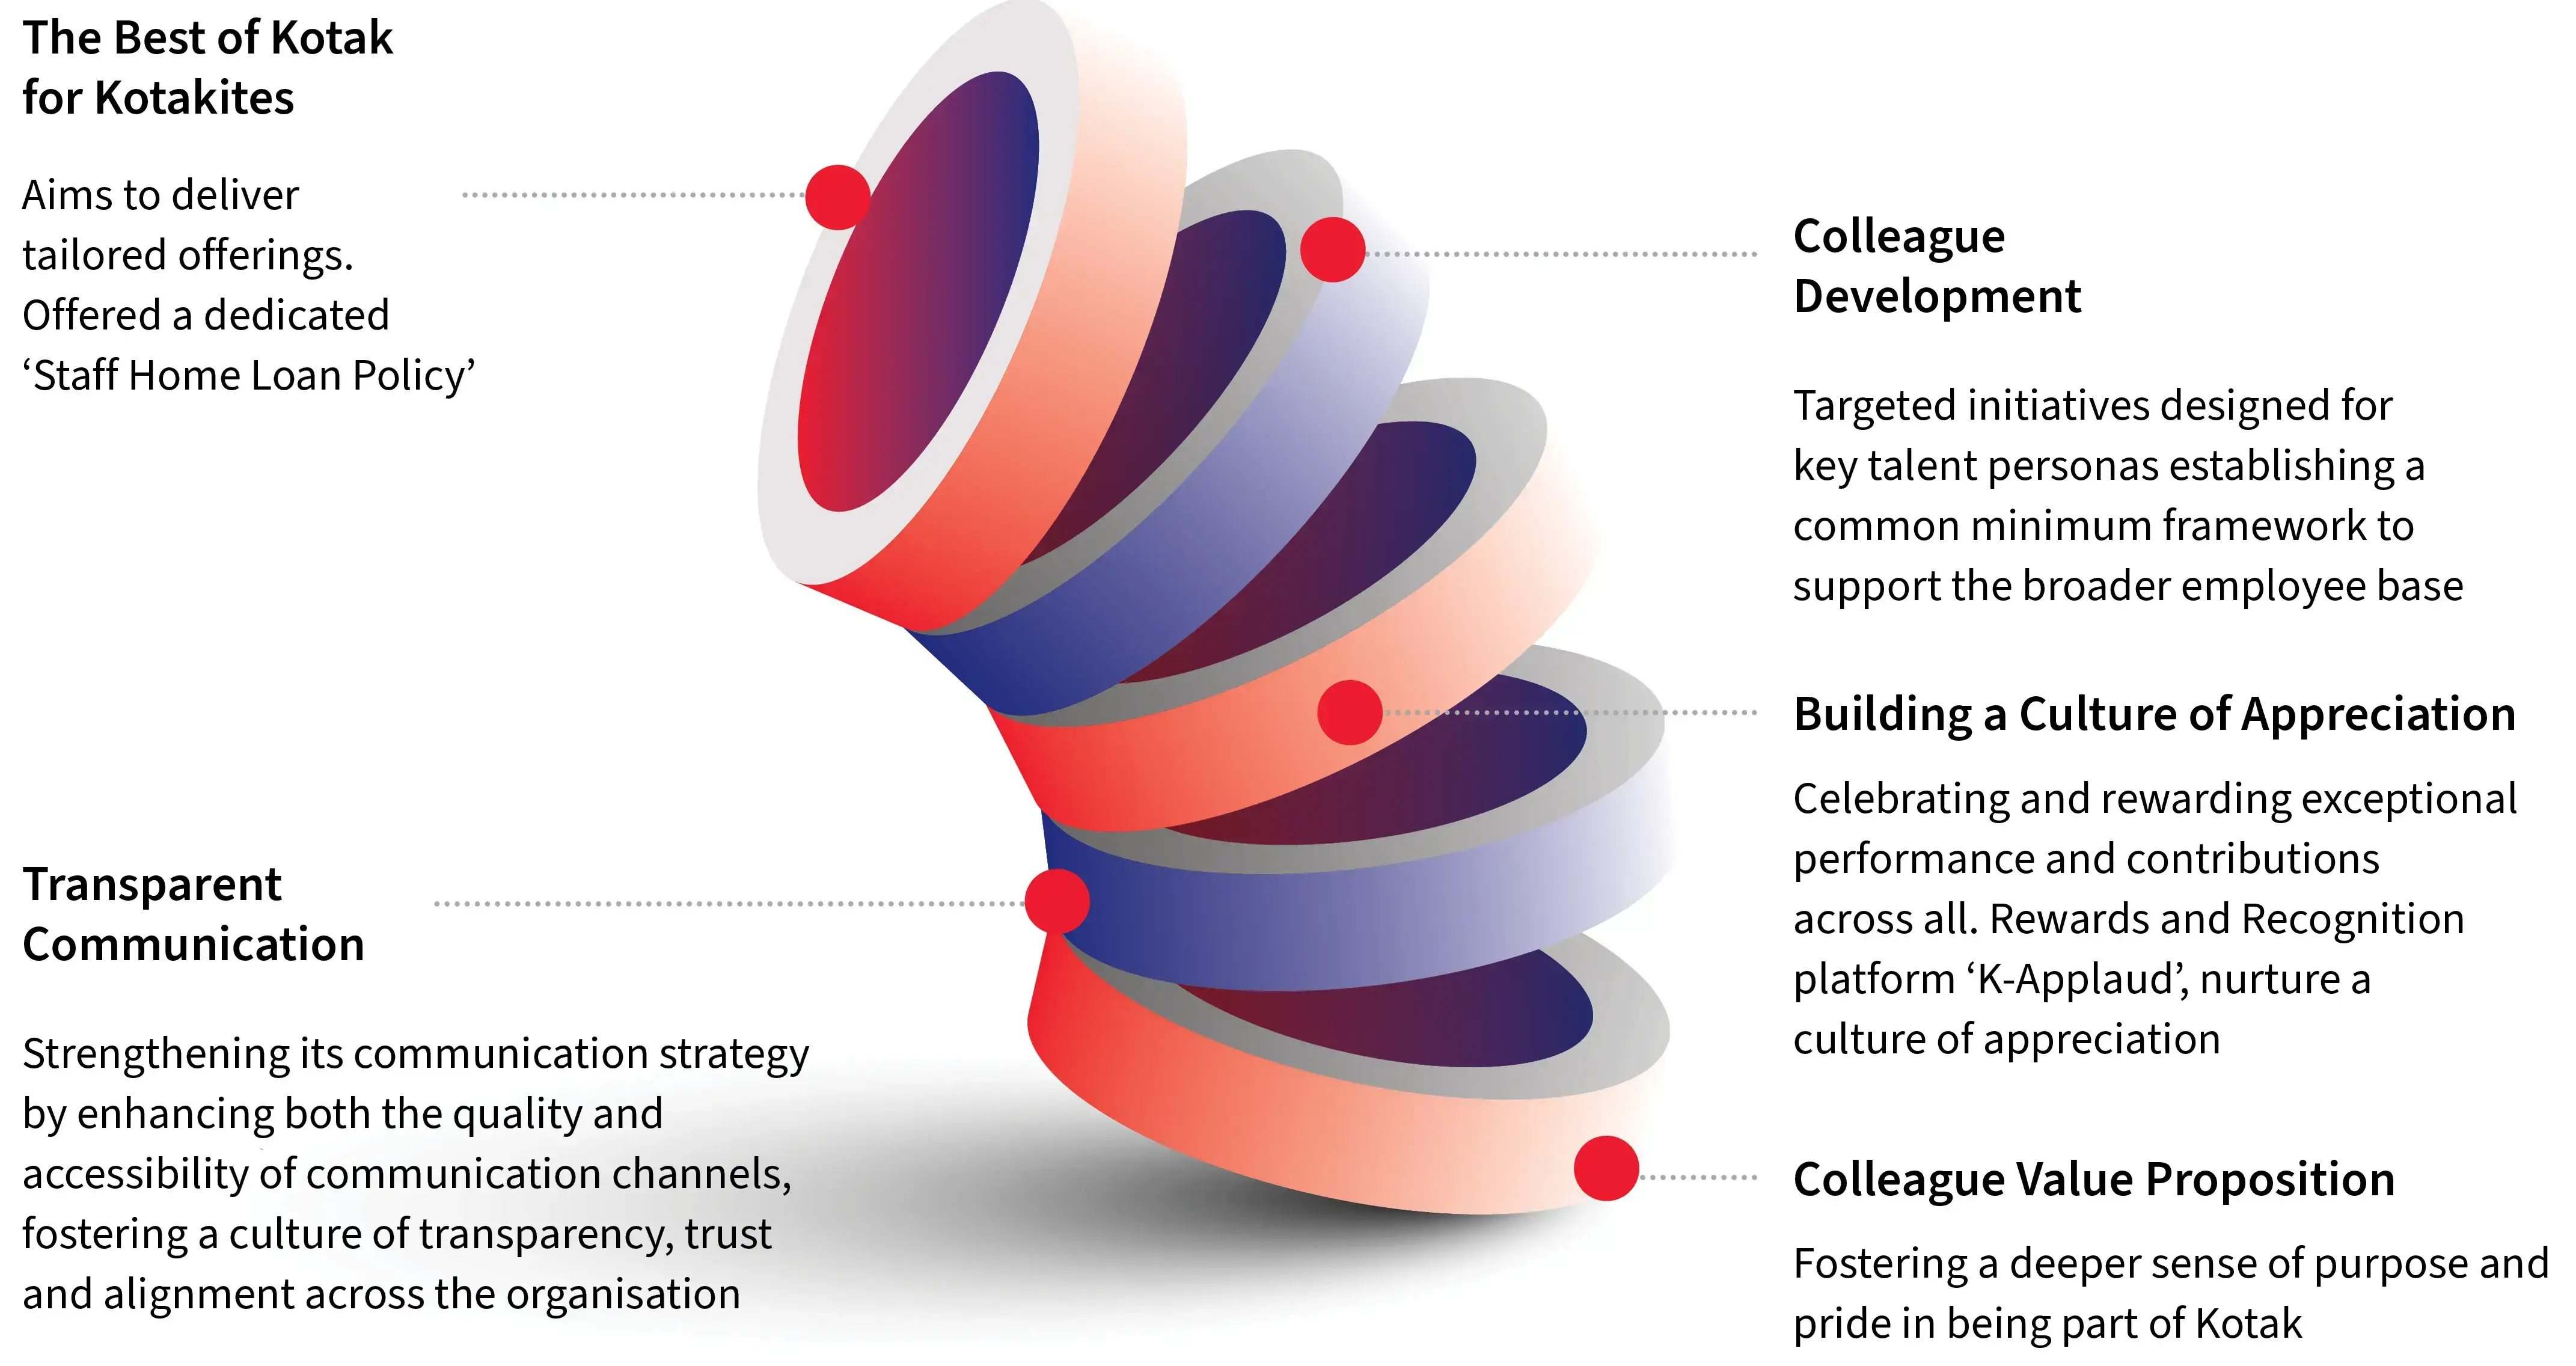 The Best of Kotak
for Kotakites
Aims to deliver
tailored offerings.
Offered a dedicated
‘Staff Home Loan Policy’
Colleague
Development
Targeted initiatives designed for
key talent personas establishing a
common minimum framework to
support the broader employee base
Building a Culture of Appreciation
Celebrating and rewarding exceptional
performance and contributions
across all. Rewards and Recognition
platform ‘K-Applaud’, nurture a
culture of appreciation
Transparent
Communication
Strengthening its communication strategy
by enhancing both the quality and
accessibility of communication channels,
fostering a culture of transparency, trust
and alignment across the organisation
Colleague Value Proposition
Fostering a deeper sense of purpose and
pride in being part of Kotak